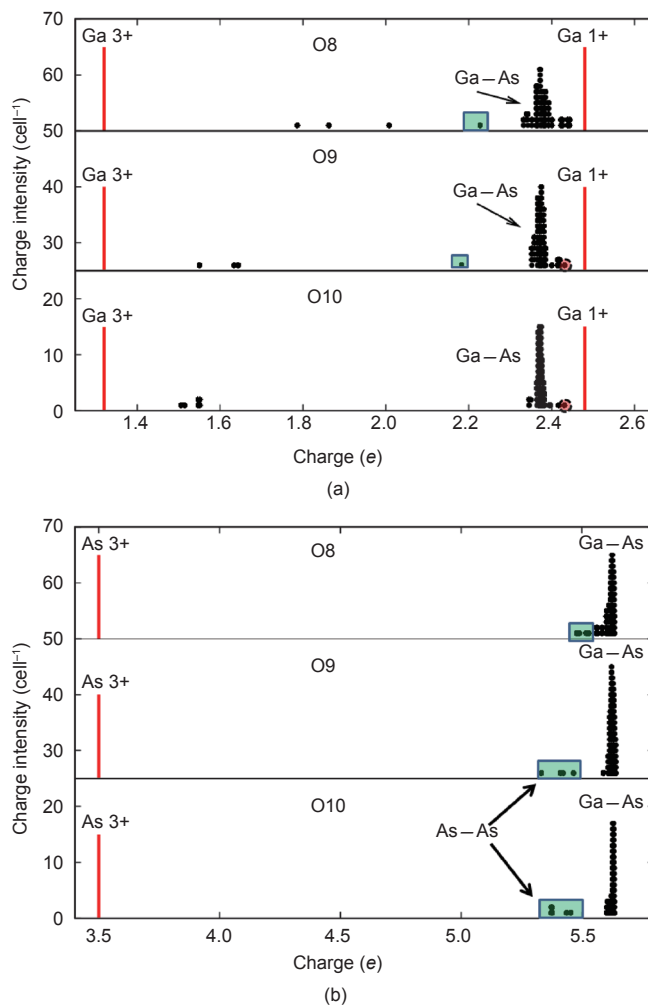 70
Ga 3+
O8
Ga 1+
60
Ga – As
50
Ga 3+
O9
Ga 1+
40
Ga – As
30
Ga 3+
O10
Ga 1+
20
Ga – As
10
0
Charge intensity (cell⁻¹)
1.4 1.6 1.8 2.0 2.2 2.4 2.6
Charge (e)
(a)
70
As 3+
O8
Ga – As
60
50
As 3+
O9
Ga – As
40
30
As – As
As 3+
O10
Ga – As
20
10
0
Charge intensity (cell⁻¹)
3.5 4.0 4.5 5.0 5.5
Charge (e)
(b)